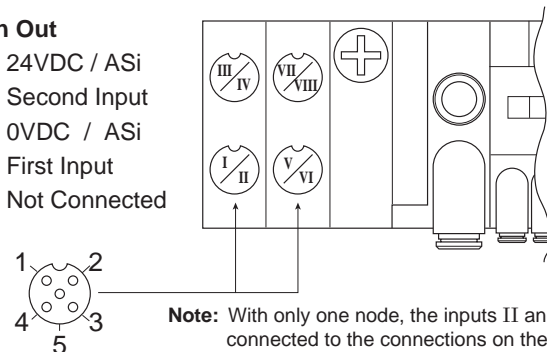 Out
24VDC / ASi
Second Input
0VDC / ASi
First Input
Not Connected
III
IV
VII
VIII
I
II
V
VI
1
2
4
3
5
Note: With only one node, the inputs II
connected to the connections on the